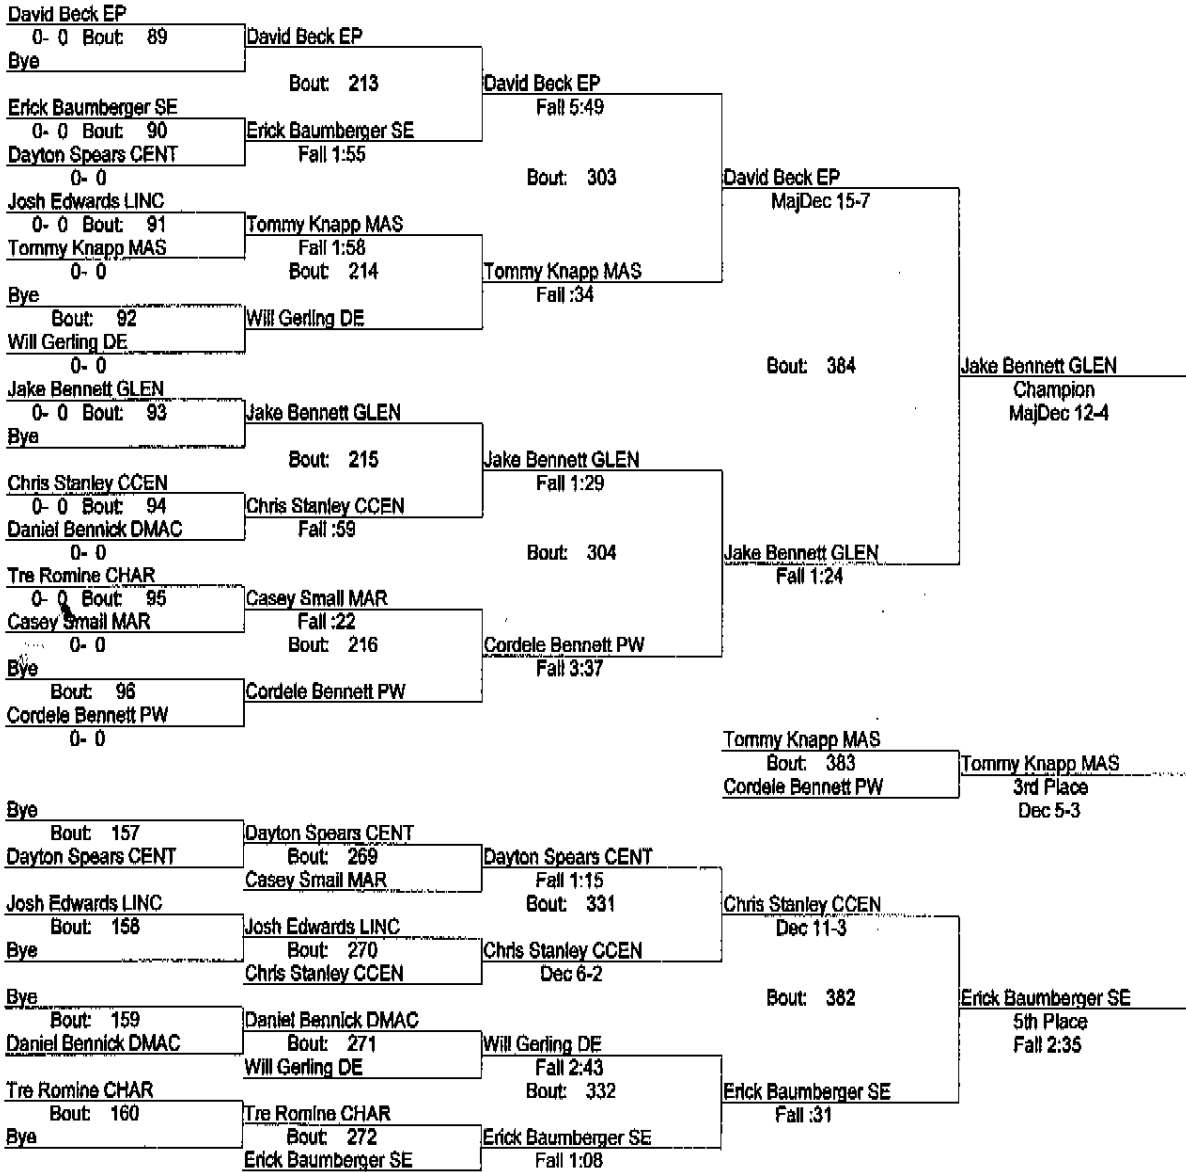 David Beck EP
0- 0 Bout: 89
Bye
David Beck EP
Bout: 213
Erick Baumberger SE
0- 0 Bout: 90
Dayton Spears CENT
0- 0
Erick Baumberger SE
Fall 1:55
David Beck EP
Fall 5:49
Bout: 303
Josh Edwards LINC
0- 0 Bout: 91
Tommy Knapp MAS
0- 0
Tommy Knapp MAS
Fall 1:58
Bout: 214
Bye
Bout: 92
Will Gerling DE
0- 0
Will Gerling DE
Tommy Knapp MAS
Fall :34
David Beck EP
MajDec 15-7
Bout: 384
Jake Bennett GLEN
Champion
MajDec 12-4
Jake Bennett GLEN
0- 0 Bout: 93
Bye
Jake Bennett GLEN
Bout: 215
Chris Stanley CCEN
0- 0 Bout: 94
Daniel Bennick DMAC
0- 0
Chris Stanley CCEN
Fall :59
Jake Bennett GLEN
Fall 1:29
Bout: 304
Tre Romine CHAR
0- 0 Bout: 95
Casey Small MAR
0- 0
Casey Small MAR
Fall :22
Bout: 216
Bye
Bout: 96
Cordele Bennett PW
0- 0
Cordele Bennett PW
Cordele Bennett PW
Fall 3:37
Jake Bennett GLEN
Fall 1:24
Tommy Knapp MAS
Bout: 383
Cordele Bennett PW
Tommy Knapp MAS
3rd Place
Dec 5-3
Bye
Bout: 157
Dayton Spears CENT
Dayton Spears CENT
Bout: 269
Casey Small MAR
Dayton Spears CENT
Fall 1:15
Bout: 331
Josh Edwards LINC
Bout: 158
Bye
Josh Edwards LINC
Bout: 270
Chris Stanley CCEN
Chris Stanley CCEN
Dec 6-2
Chris Stanley CCEN
Dec 11-3
Bout: 382
Bye
Bout: 159
Daniel Bennick DMAC
Daniel Bennick DMAC
Bout: 271
Will Gerling DE
Will Gerling DE
Fall 2:43
Bout: 332
Tre Romine CHAR
Bout: 160
Bye
Tre Romine CHAR
Bout: 272
Erick Baumberger SE
Erick Baumberger SE
Fall 1:08
Erick Baumberger SE
Fall :31
Erick Baumberger SE
5th Place
Fall 2:35